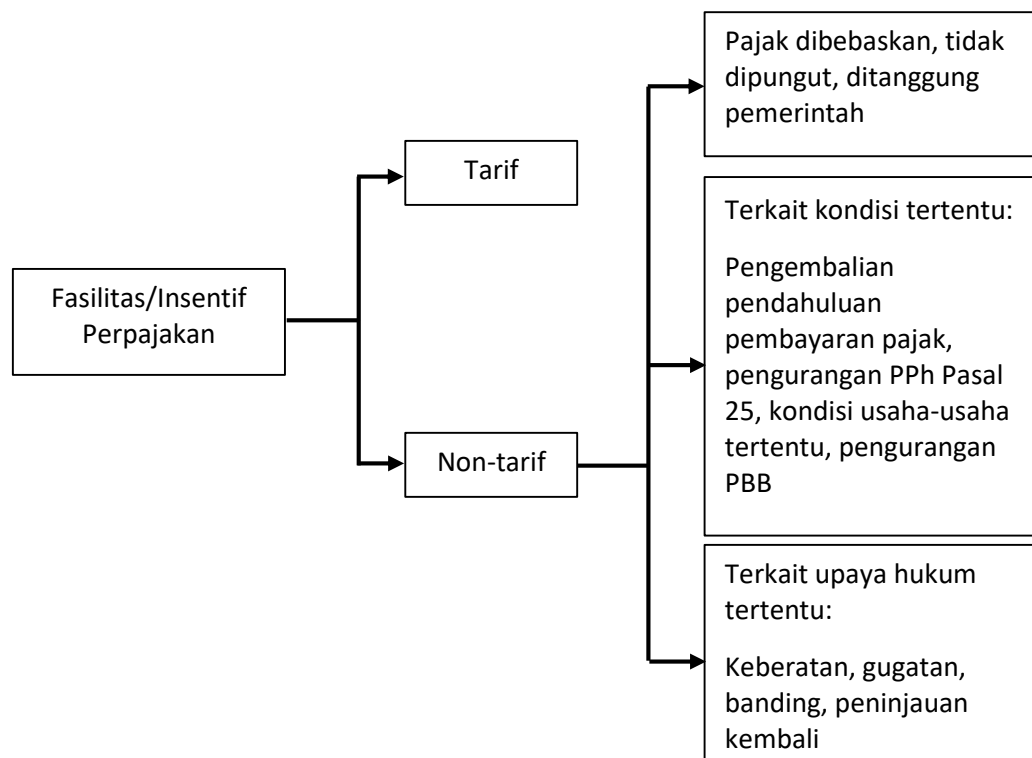 Fasilitas/Insentif
Perpajakan
Tarif
Non-tarif
Pajak dibebaskan, tidak
dipungut, ditanggung
pemerintah
Terkait kondisi tertentu:
Pengembalian
pendahuluan
pembayaran pajak,
pengurangan PPh Pasal
25, kondisi usaha-usaha
tertentu, pengurangan
PBB
Terkait upaya hukum
tertentu:
Keberatan, gugatan,
banding, peninjauan
kembali